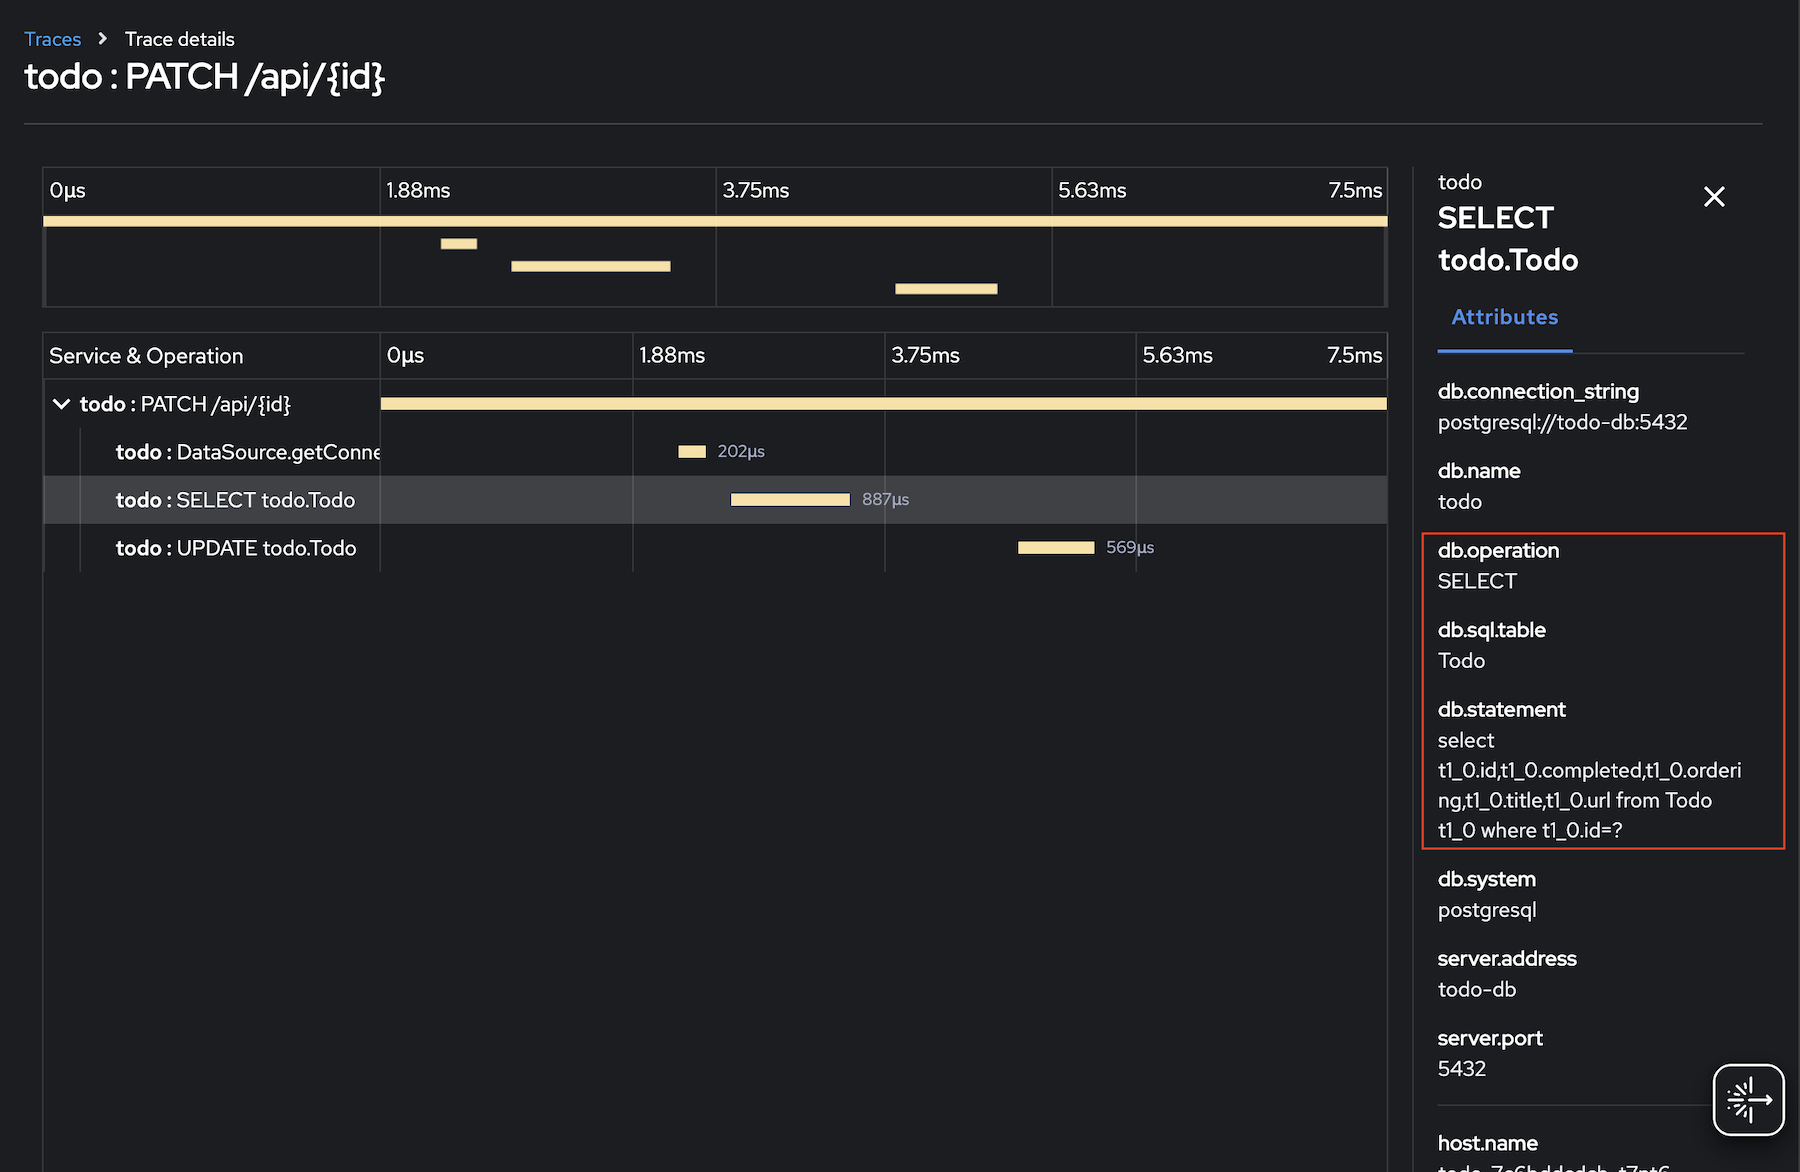 Traces > Trace details
todo : PATCH /api/{id}
0µs 1.88ms 3.75ms 5.63ms 7.5ms
Service & Operation 0µs 1.88ms 3.75ms 5.63ms 7.5ms
todo : PATCH /api/{id}
todo : DataSource.getConne 202µs
todo : SELECT todo.Todo 887µs
todo : UPDATE todo.Todo 569µs
todo
SELECT
todo.Todo
Attributes
db.connection_string
postgresql://todo-db:5432
db.name
todo
db.operation
SELECT
db.sql.table
Todo
db.statement
select
t1_0.id,t1_0.completed,t1_0.orderi
ng,t1_0.title,t1_0.url from Todo
t1_0 where t1_0.id=?
db.system
postgresql
server.address
todo-db
server.port
5432
host.name